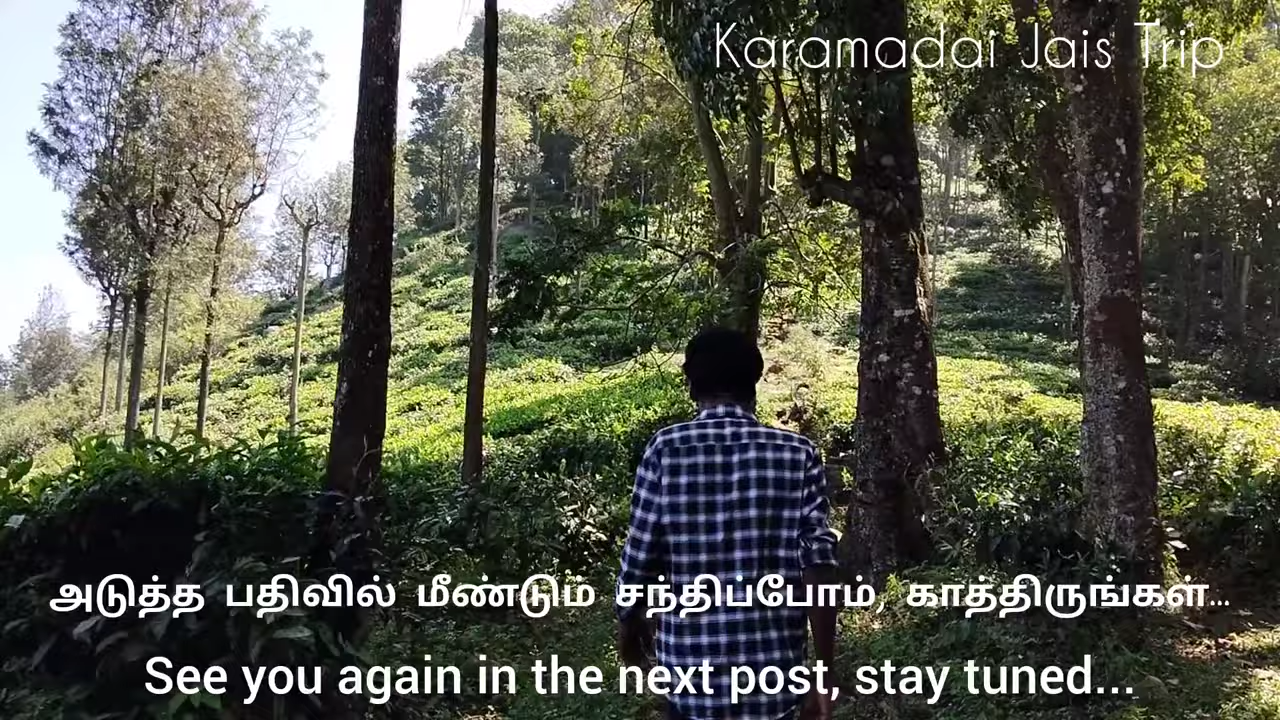 Karamadai Jais Trip
அடுத்த பதிவில் மீண்டும் சந்திப்போம், காத்திருங்கள்...
See you again in the next post, stay tuned...